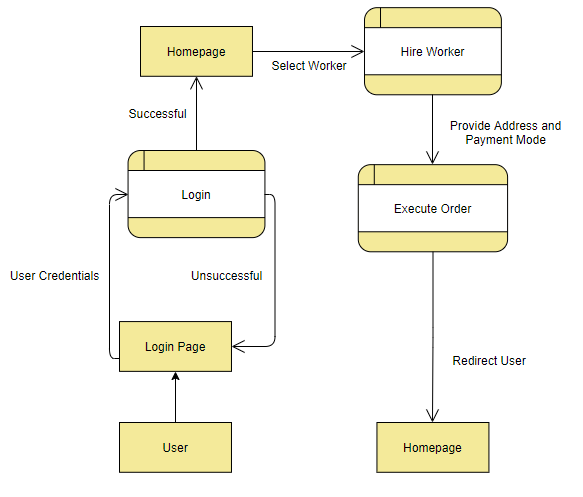 Homepage
Select Worker
Hire Worker
Successful
Provide Address and
Payment Mode
Login
Execute Order
User Credentials
Unsuccessful
Login Page
Redirect User
User
Homepage